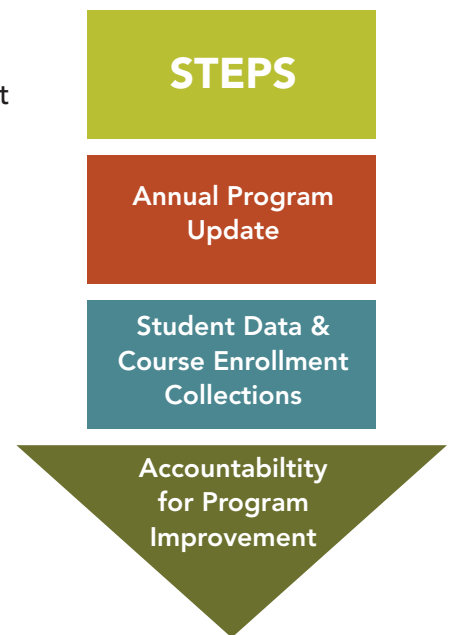 t
STEPS
Annual Program
Update
Student Data &
Course Enrollment
Collections
Accountabiltity
for Program
Improvement